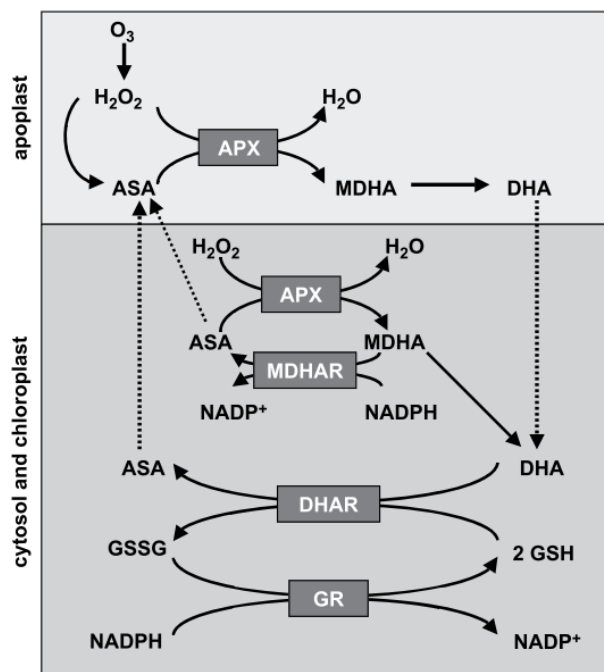 apoplast
O₃
H₂O₂
H₂O
APX
ASA
MDHA
DHA
cytosol and chloroplast
H₂O₂
H₂O
APX
ASA
MDHA
MDHAR
NADP⁺
NADPH
ASA
DHA
DHAR
GSSG
2 GSH
GR
NADPH
NADP⁺